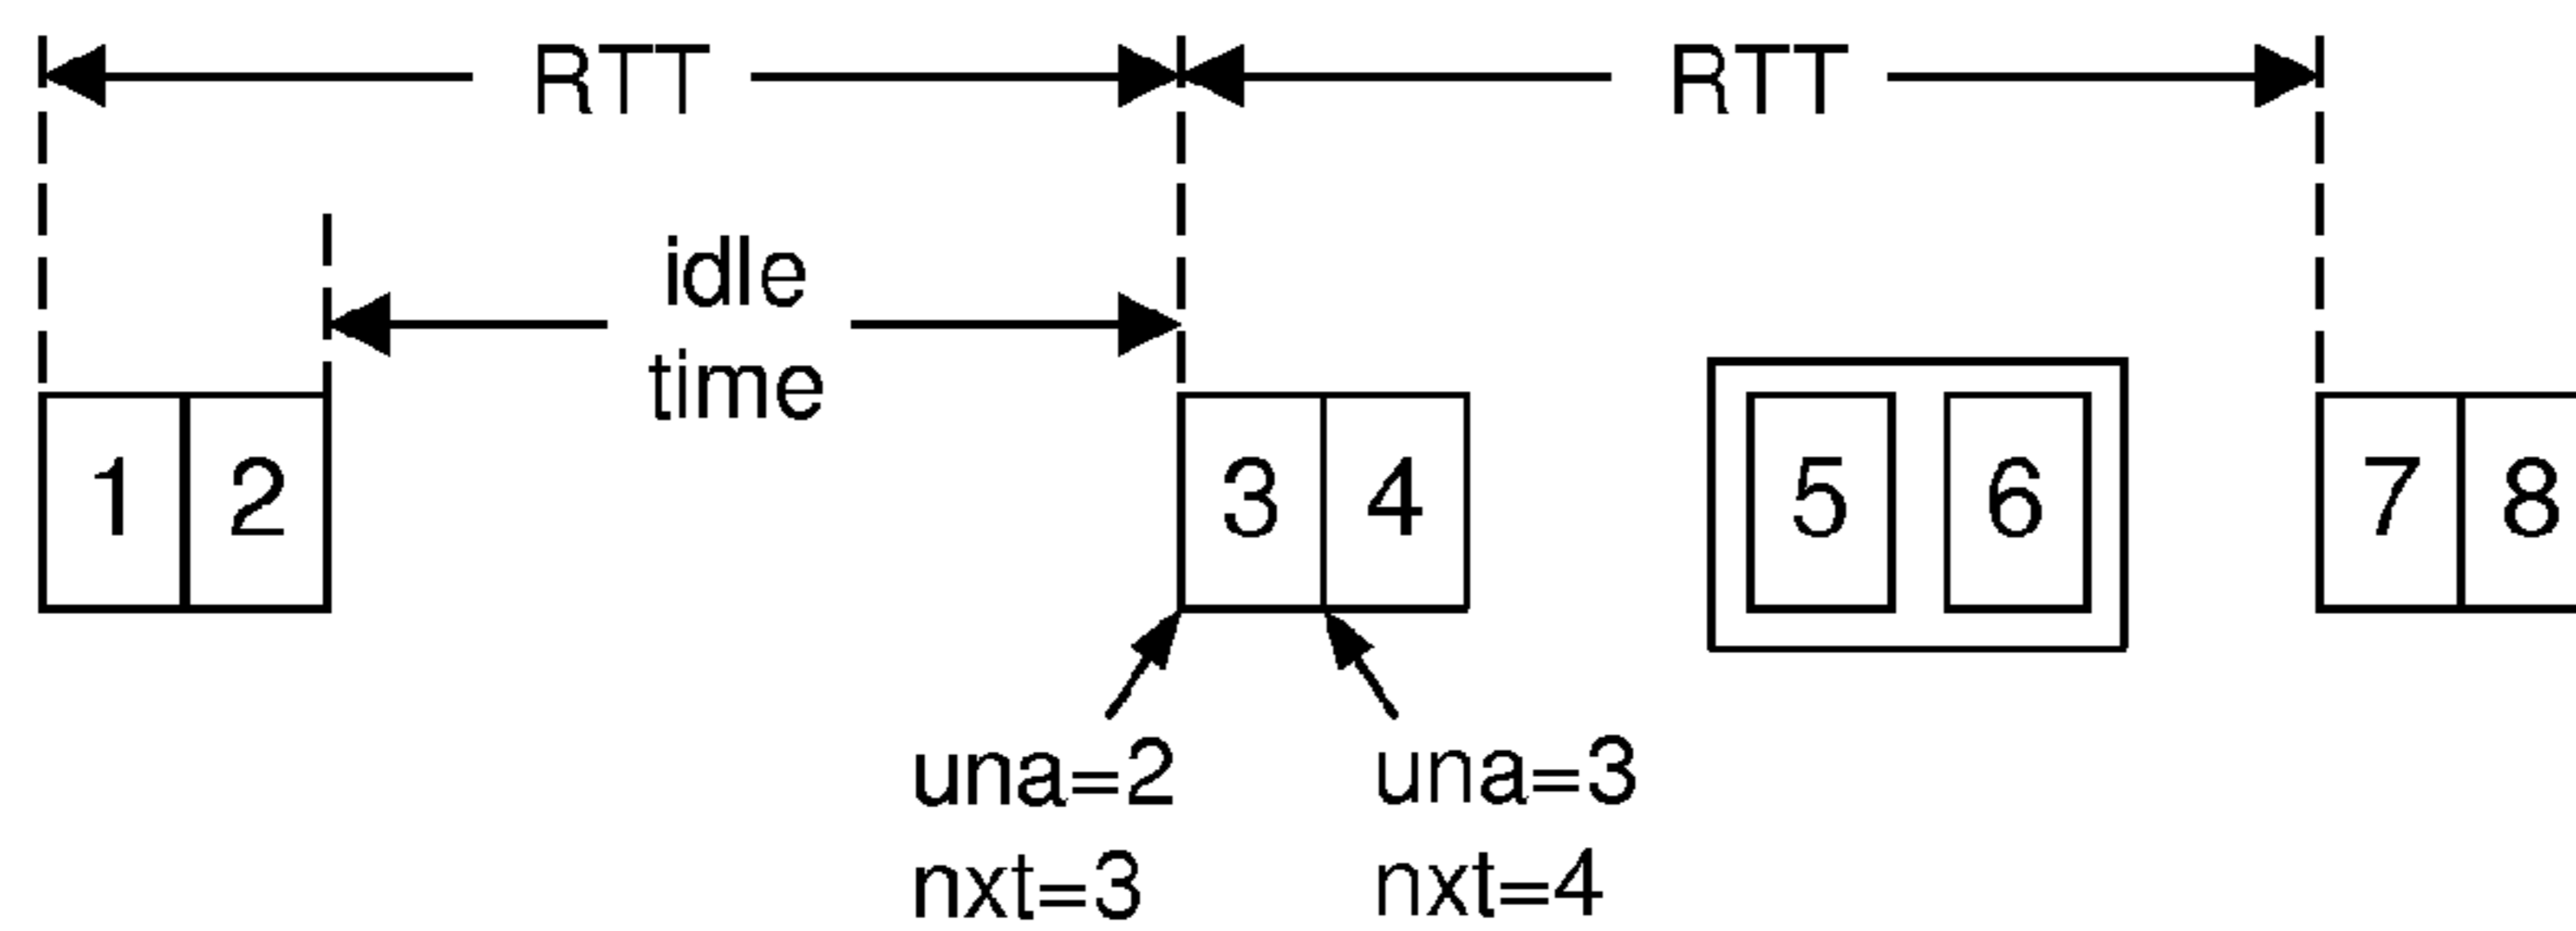 RTT RTT
idle
time
1 2 3 4 5 6 7 8
una=2 una=3
nxt=3 nxt=4